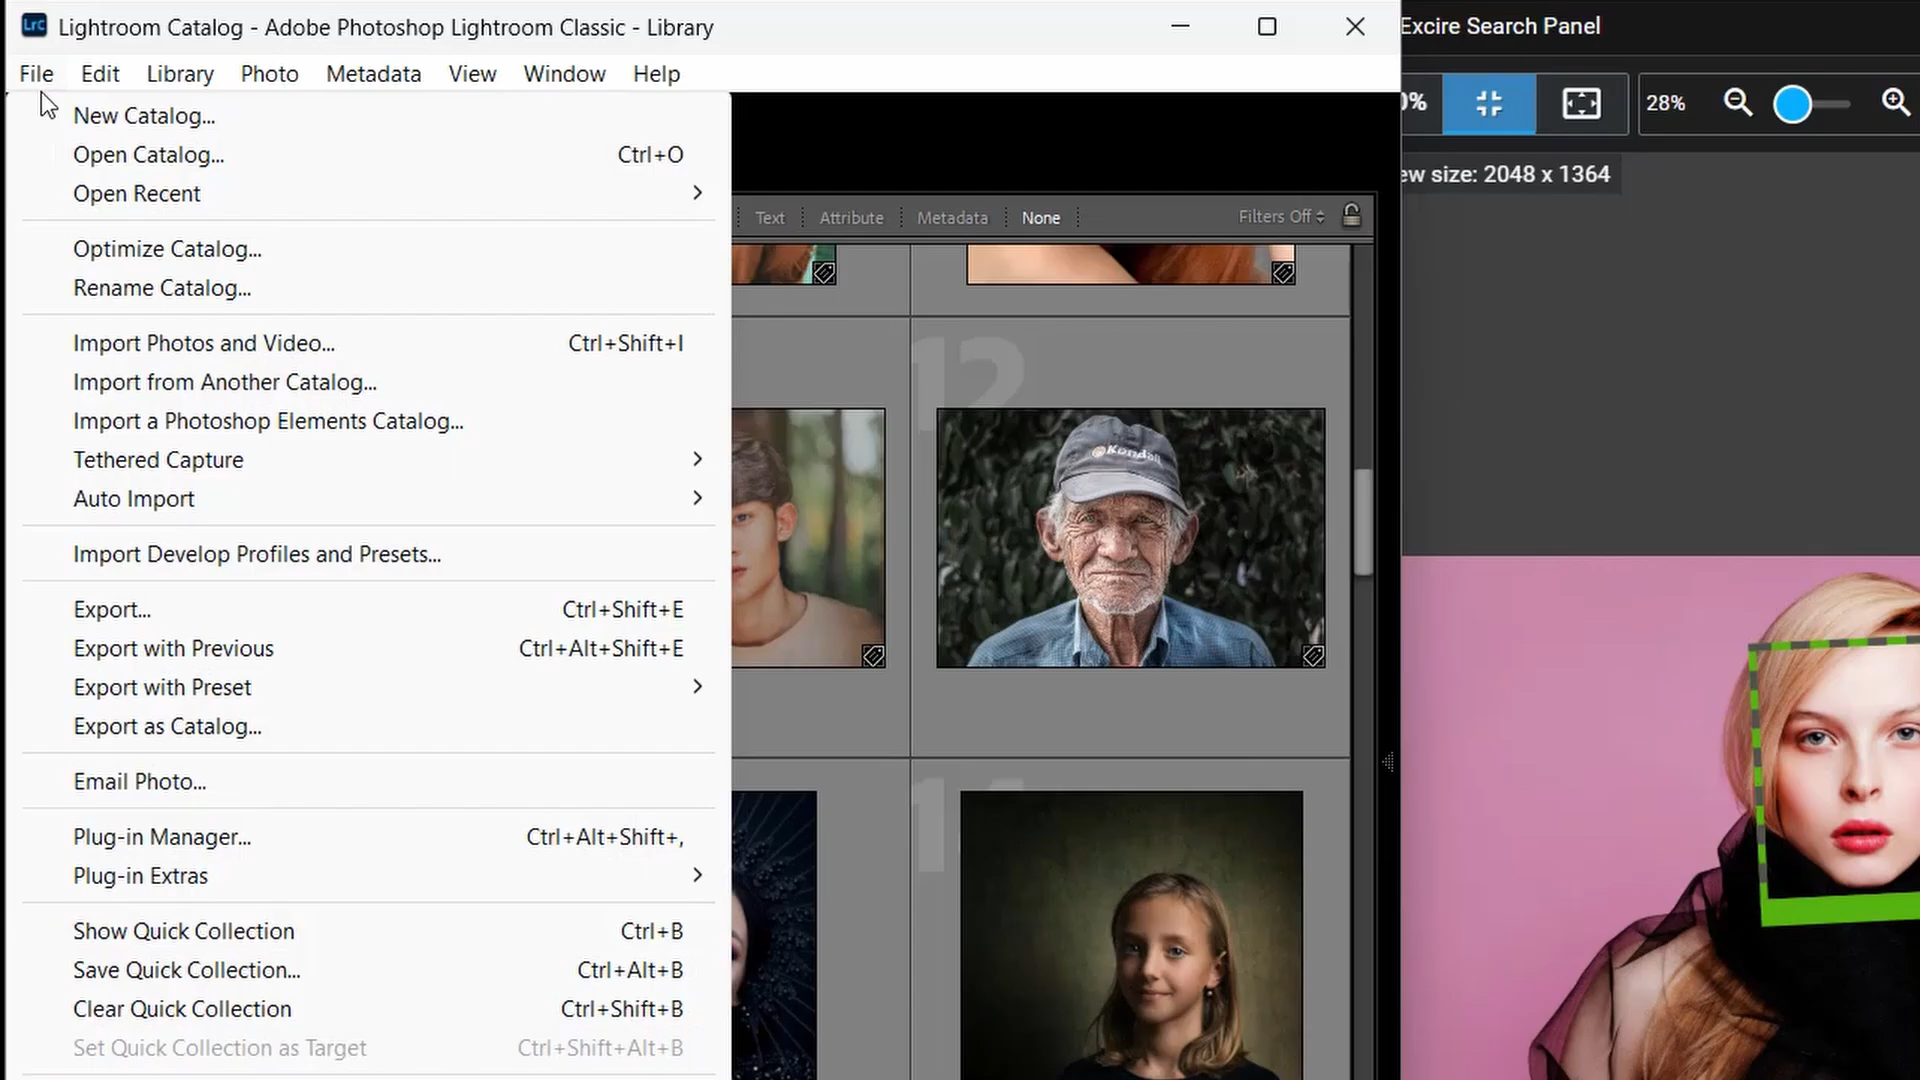 Lightroom Catalog - Adobe Photoshop Lightroom Classic - Library
File Edit Library Photo Metadata View Window Help
New Catalog...
Open Catalog... Ctrl+O
Open Recent
Optimize Catalog...
Rename Catalog...
Import Photos and Video... Ctrl+Shift+I
Import from Another Catalog...
Import a Photoshop Elements Catalog...
Tethered Capture
Auto Import
Import Develop Profiles and Presets...
Export... Ctrl+Shift+E
Export with Previous Ctrl+Alt+Shift+E
Export with Preset
Export as Catalog...
Email Photo...
Plug-in Manager... Ctrl+Alt+Shift+,
Plug-in Extras
Show Quick Collection Ctrl+B
Save Quick Collection... Ctrl+Alt+B
Clear Quick Collection Ctrl+Shift+B
Set Quick Collection as Target Ctrl+Shift+Alt+B
Text Attribute Metadata None Filters Off
12
Kendall
14
Excire Search Panel
0% 28%
ew size: 2048 x 1364
LrC